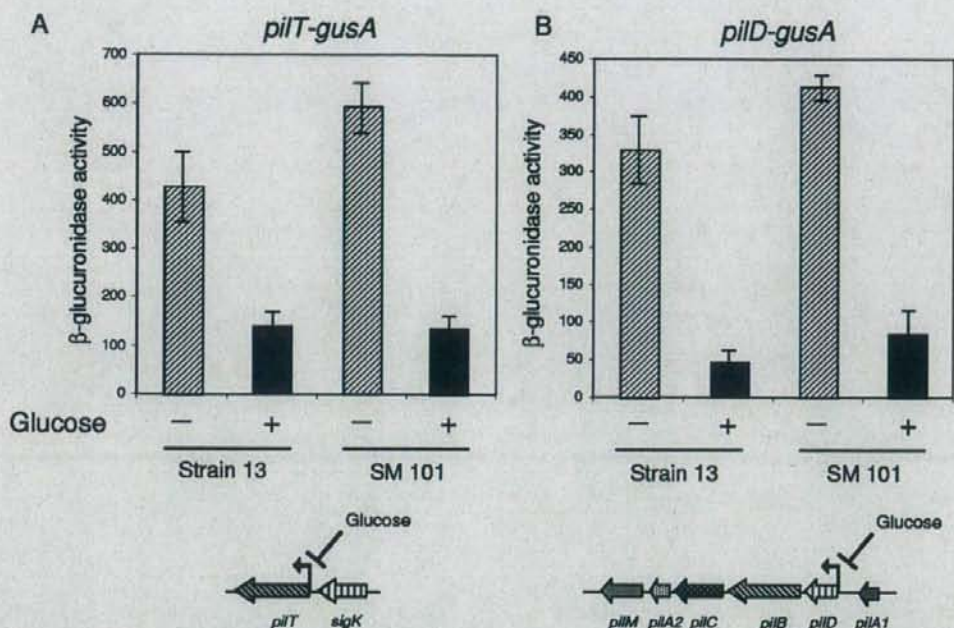 A
pilT-gusA
700
600
500
400
300
200
100
0
β-glucuronidase activity
B
pilD-gusA
450
400
350
300
250
200
150
100
50
0
β-glucuronidase activity
Glucose − + − +
Strain 13 SM 101
− + − +
Strain 13 SM 101
Glucose
pilT sigK
Glucose
pilM pilA2 pilC pilB pilD pilA1